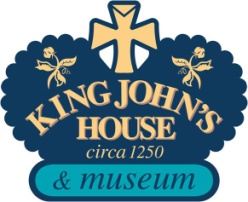 KING JOHN'S
HOUSE
circa 1250
& museum